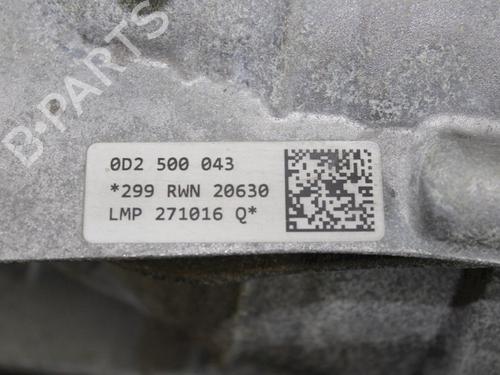 B-PARTS
0D2 500 043
*299 RWN 20630
LMP 271016 Q*